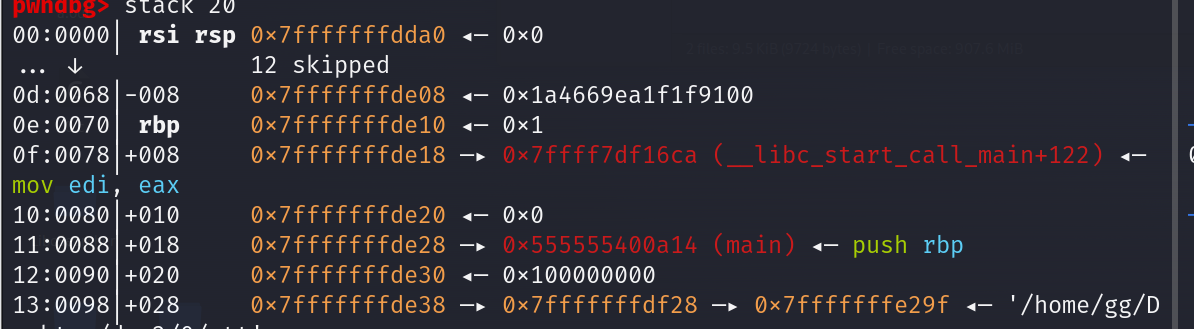 pwndbg> stack 20
00:0000│ rsi rsp 0x7fffffffdda0 ◂— 0x0
... ↓ 12 skipped
0d:0068│-008 0x7fffffffde08 ◂— 0x1a4669ea1f1f9100
0e:0070│ rbp 0x7fffffffde10 ◂— 0x1
0f:0078│+008 0x7fffffffde18 —▸ 0x7ffff7df16ca (__libc_start_call_main+122) ◂—
mov edi, eax
10:0080│+010 0x7fffffffde20 ◂— 0x0
11:0088│+018 0x7fffffffde28 —▸ 0x555555400a14 (main) ◂— push rbp
12:0090│+020 0x7fffffffde30 ◂— 0x100000000
13:0098│+028 0x7fffffffde38 —▸ 0x7fffffffdf28 —▸ 0x7fffffffe29f ◂— '/home/gg/D